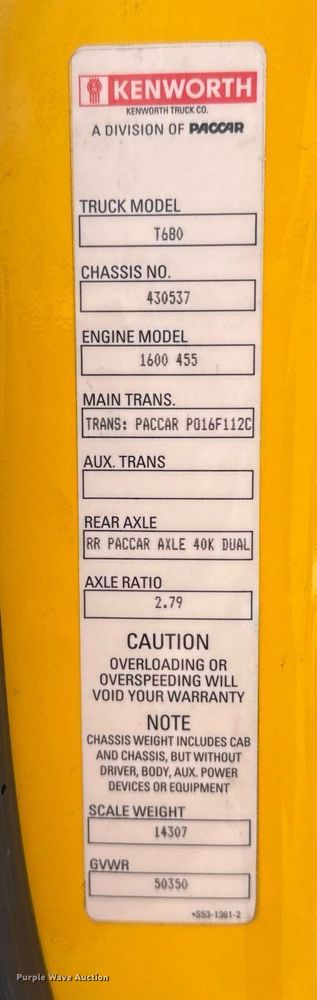 KENWORTH
KENWORTH TRUCK CO.
A DIVISION OF PACCAR
TRUCK MODEL
T680
CHASSIS NO.
430537
ENGINE MODEL
1600 455
MAIN TRANS.
TRANS: PACCAR PO16F112C
AUX. TRANS
REAR AXLE
RR PACCAR AXLE 40K DUAL
AXLE RATIO
2.79
CAUTION
OVERLOADING OR
OVERSPEEDING WILL
VOID YOUR WARRANTY
NOTE
CHASSIS WEIGHT INCLUDES CAB
AND CHASSIS, BUT WITHOUT
DRIVER, BODY, AUX. POWER
DEVICES OR EQUIPMENT
SCALE WEIGHT
14307
GVWR
50350
*S53-1361-2
Purple Wave Auction